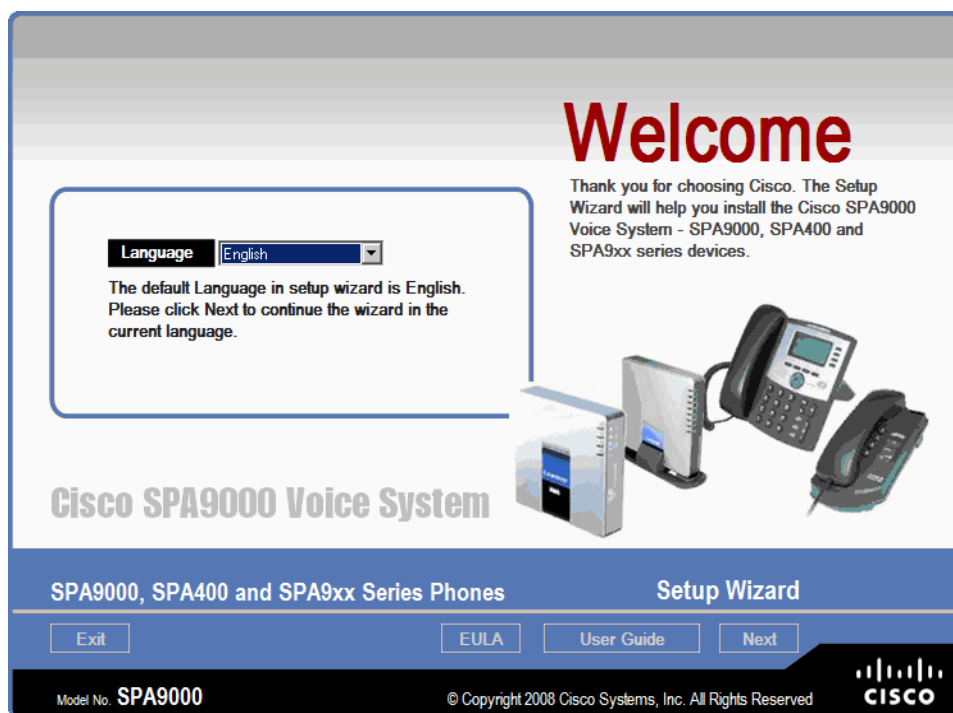 Welcome
Thank you for choosing Cisco. The Setup
Wizard will help you install the Cisco SPA9000
Voice System - SPA9000, SPA400 and
SPA9xx series devices.
Language English
The default Language in setup wizard is English.
Please click Next to continue the wizard in the
current language.
Cisco SPA9000 Voice System
SPA9000, SPA400 and SPA9xx Series Phones Setup Wizard
Exit EULA User Guide Next
Model No. SPA9000 © Copyright 2008 Cisco Systems, Inc. All Rights Reserved
CISCO